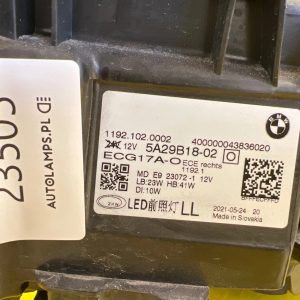 23505
AUTOLAMPS.PL
BMW
1192.102.0002
400000043836020
12V
5A29B18-02
ECG17A-O
ECE rechts
1192.1
MD E9 23072 -1 12V
LB:23W HB:41W
DI:10W
LED前照灯 LL
2021-05-24 20
Made in Slovakia